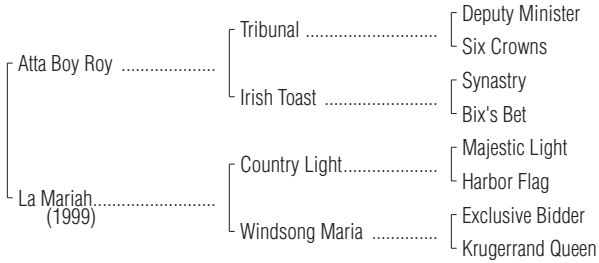 Deputy Minister
Tribunal ............................
Six Crowns
Atta Boy Roy ....................
Synastry
Irish Toast ........................
Bix's Bet
Majestic Light
Country Light....................
Harbor Flag
La Mariah..........................
(1999)
Exclusive Bidder
Windsong Maria ..............
Krugerrand Queen